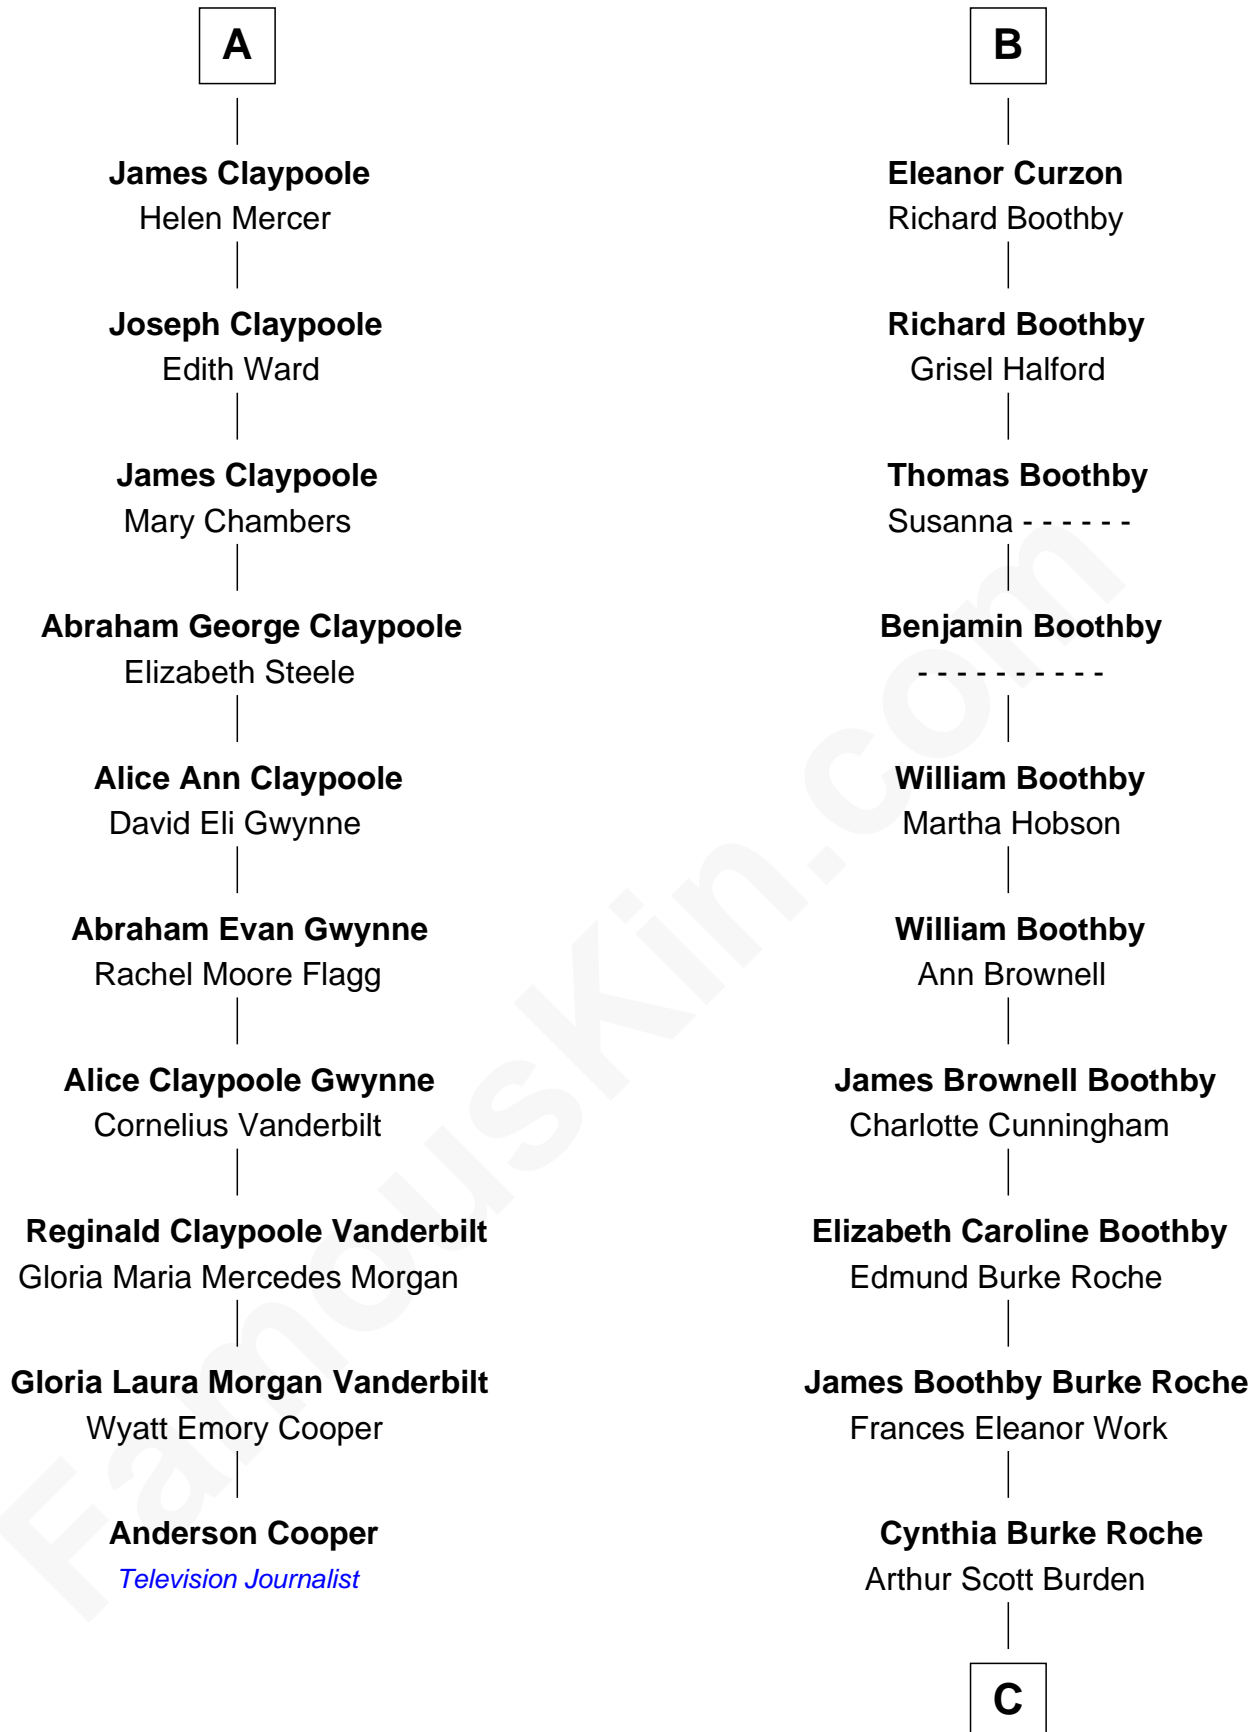 A
James Claypoole
Helen Mercer
Joseph Claypoole
Edith Ward
James Claypoole
Mary Chambers
Abraham George Claypoole
Elizabeth Steele
Alice Ann Claypoole
David Eli Gwynne
Abraham Evan Gwynne
Rachel Moore Flagg
Alice Claypoole Gwynne
Cornelius Vanderbilt
Reginald Claypoole Vanderbilt
Gloria Maria Mercedes Morgan
Gloria Laura Morgan Vanderbilt
Wyatt Emory Cooper
Anderson Cooper
Television Journalist
B
Eleanor Curzon
Richard Boothby
Richard Boothby
Grisel Halford
Thomas Boothby
Susanna - - - - - -
Benjamin Boothby
- - - - - - - - - -
William Boothby
Martha Hobson
William Boothby
Ann Brownell
James Brownell Boothby
Charlotte Cunningham
Elizabeth Caroline Boothby
Edmund Burke Roche
James Boothby Burke Roche
Frances Eleanor Work
Cynthia Burke Roche
Arthur Scott Burden
C
FamousKin.com